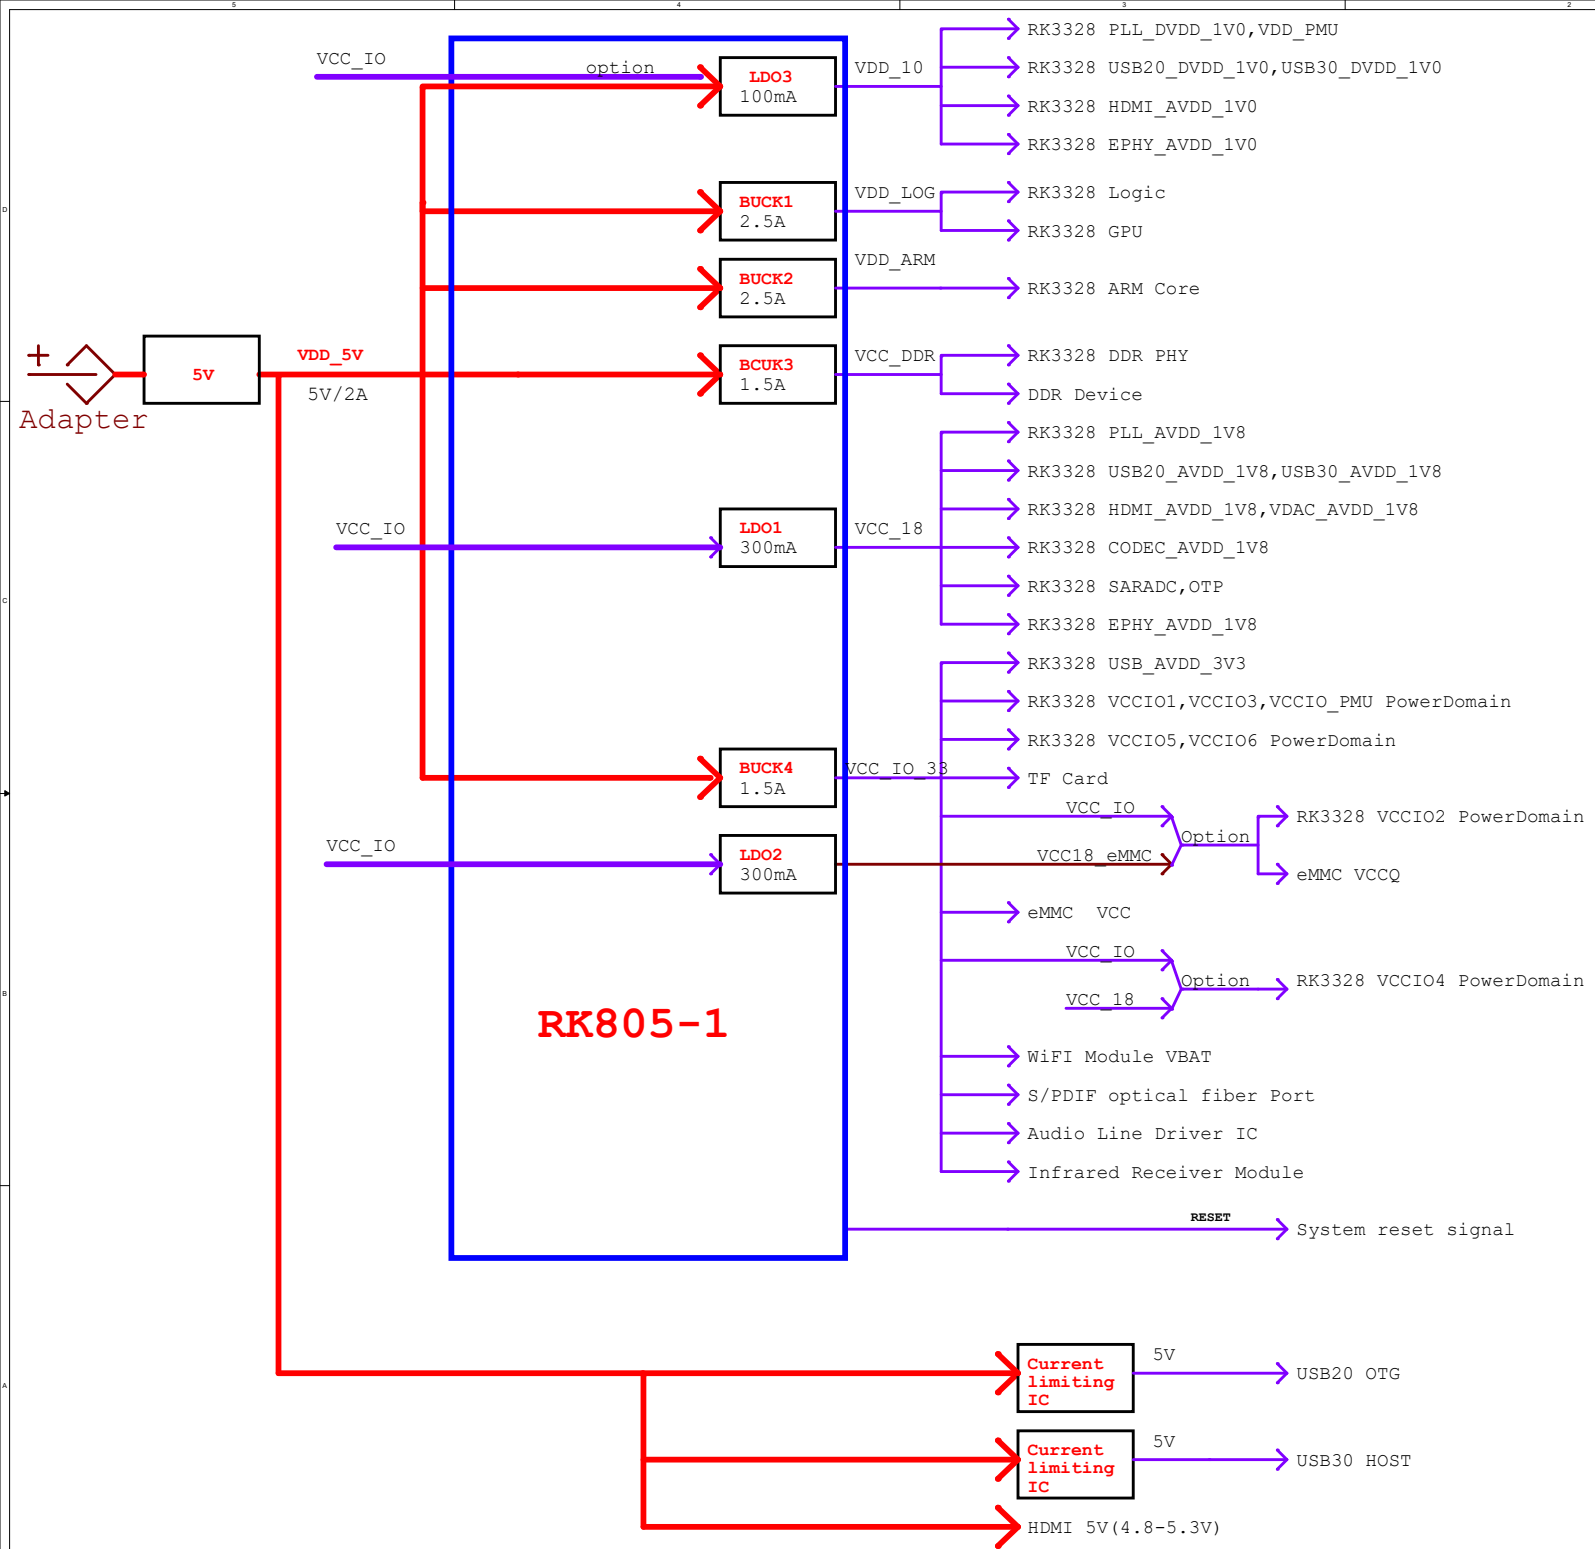 5 4 3 2
VCC_IO
option
LDO3
100mA
VDD_10
RK3328 PLL_DVDD_1V0,VDD_PMU
RK3328 USB20_DVDD_1V0,USB30_DVDD_1V0
RK3328 HDMI_AVDD_1V0
RK3328 EPHY_AVDD_1V0
D
BUCK1
2.5A
VDD_LOG
RK3328 Logic
RK3328 GPU
BUCK2
2.5A
VDD_ARM
RK3328 ARM Core
+
Adapter
5V
VDD_5V
5V/2A
BCUK3
1.5A
VCC_DDR
RK3328 DDR PHY
DDR Device
RK3328 PLL_AVDD_1V8
RK3328 USB20_AVDD_1V8,USB30_AVDD_1V8
RK3328 HDMI_AVDD_1V8,VDAC_AVDD_1V8
VCC_IO
LDO1
300mA
VCC_18
RK3328 CODEC_AVDD_1V8
RK3328 SARADC,OTP
C
RK3328 EPHY_AVDD_1V8
RK3328 USB_AVDD_3V3
RK3328 VCCIO1,VCCIO3,VCCIO_PMU PowerDomain
RK3328 VCCIO5,VCCIO6 PowerDomain
BUCK4
1.5A
VCC_IO_33
TF Card
VCC_IO
Option
RK3328 VCCIO2 PowerDomain
VCC_IO
LDO2
300mA
VCC18_eMMC
eMMC VCCQ
eMMC VCC
VCC_IO
Option
RK3328 VCCIO4 PowerDomain
VCC_18
B
RK805-1
WiFI Module VBAT
S/PDIF optical fiber Port
Audio Line Driver IC
Infrared Receiver Module
RESET
System reset signal
A
Current
limiting
IC
5V
USB20 OTG
Current
limiting
IC
5V
USB30 HOST
HDMI 5V(4.8-5.3V)